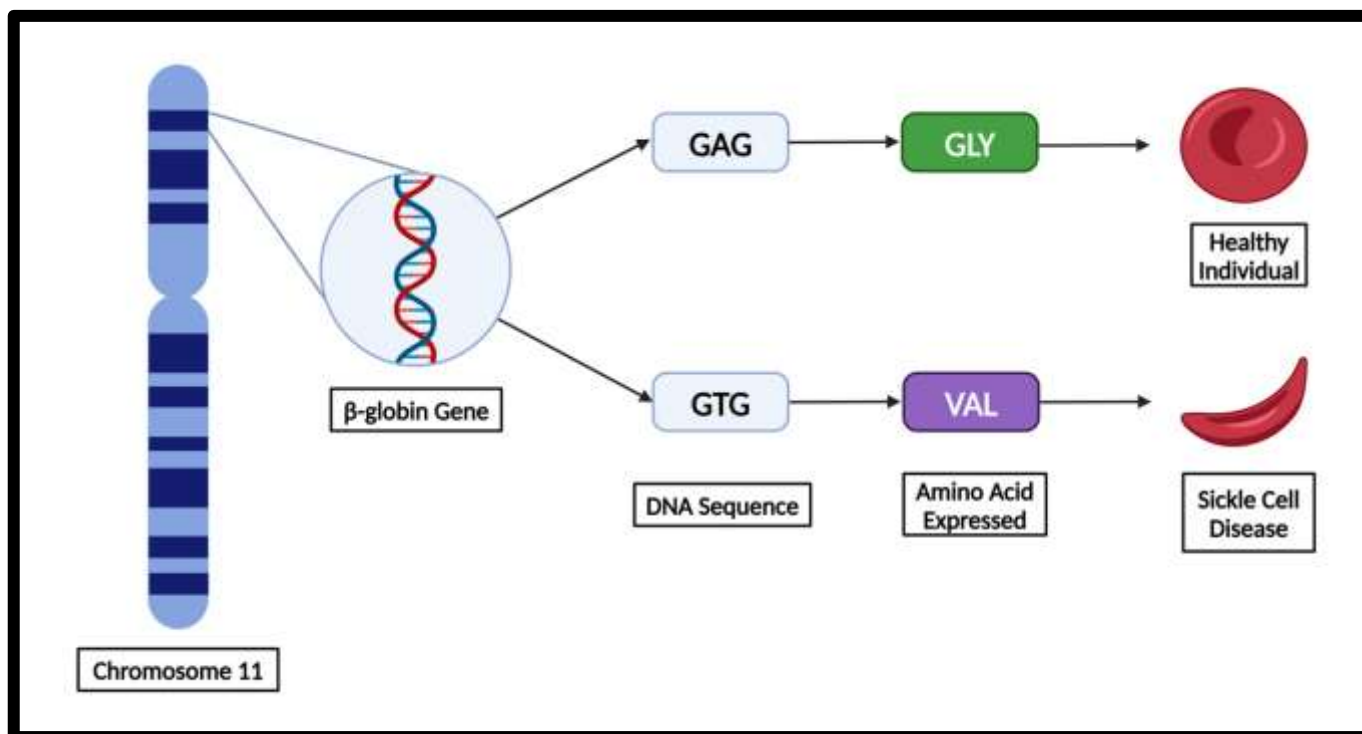 GAG
GLY
Healthy
Individual
β-globin Gene
GTG
VAL
DNA Sequence
Amino Acid
Expressed
Sickle Cell
Disease
Chromosome 11